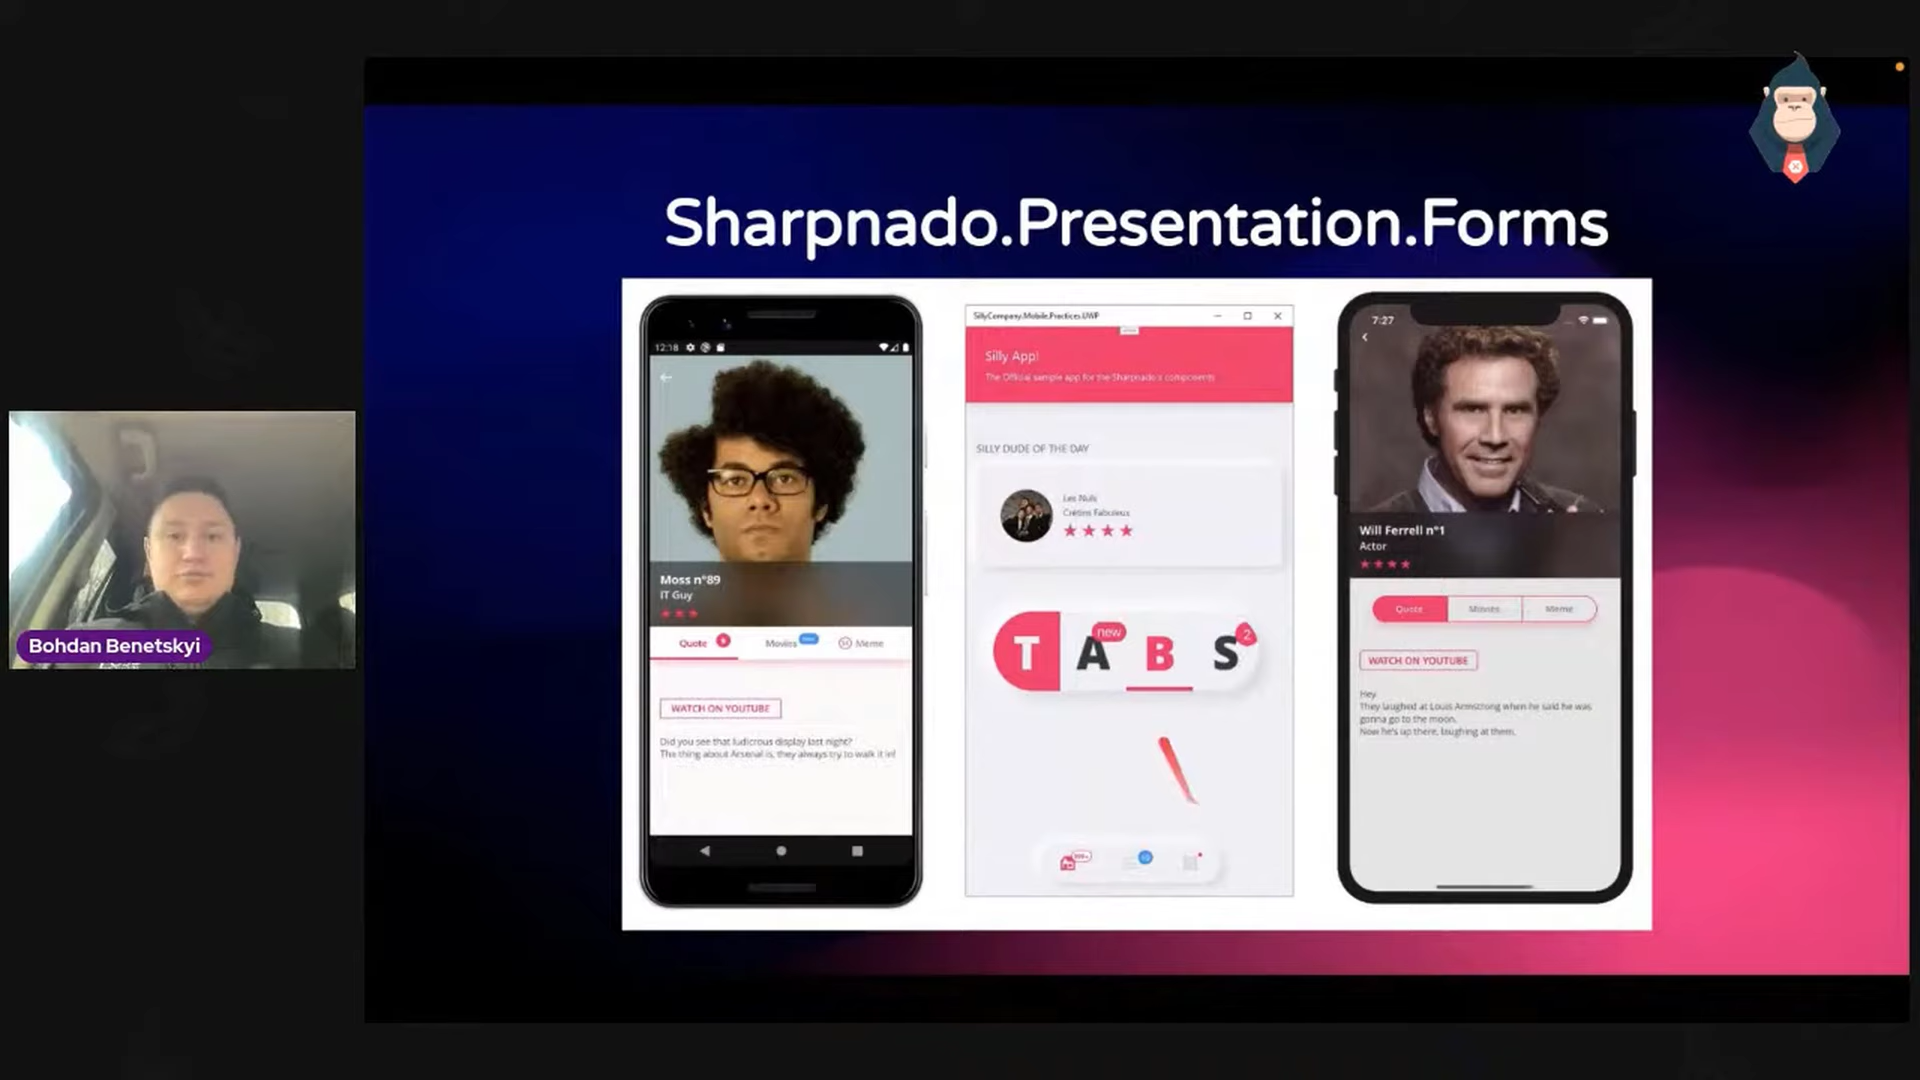 Sharpnado.Presentation.Forms
12:18
Moss n°89
IT Guy
Quote
Movies
Meme
WATCH ON YOUTUBE
Did you see that ludicrous display last night?
The thing about Arsenal is, they always try to walk it in!
SillyCompany.Mobile.Practices.UWP
Silly App!
The Official sample app for the Sharpnado's components
SILLY DUDE OF THE DAY
Les Nuls
Crétins Fabuleux
T A new B S 2
7:27
Will Ferrell n°1
Actor
Quote Movies Meme
WATCH ON YOUTUBE
Hey
They laughed at Louis Armstrong when he said he was
gonna go to the moon.
Now he's up there, laughing at them.
Bohdan Benetskyi